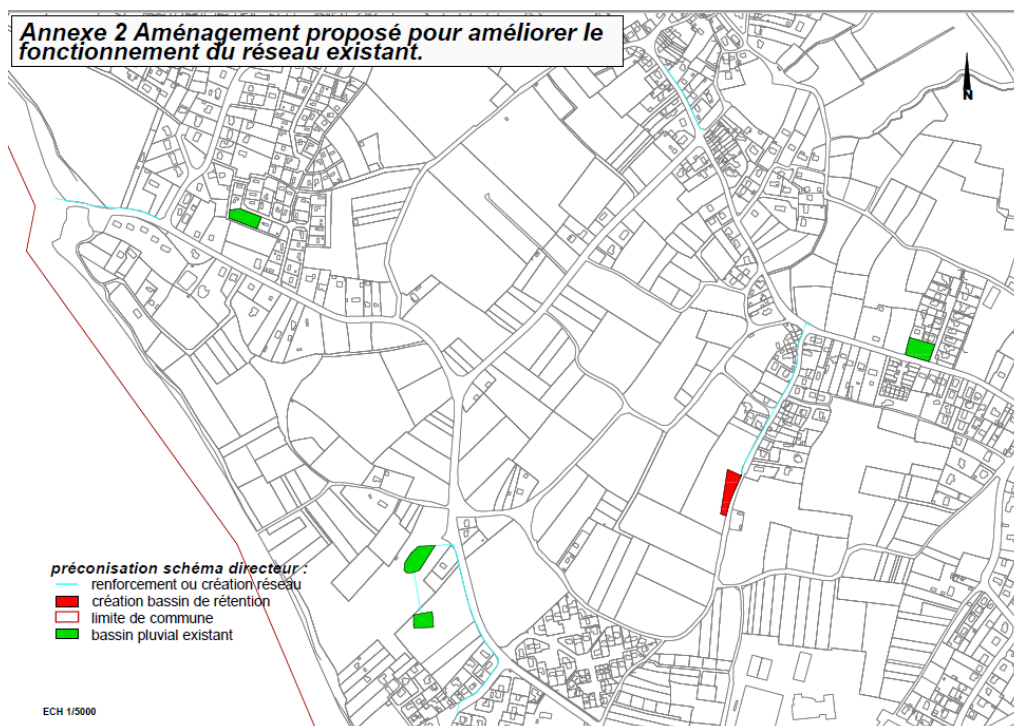 Annexe 2 Aménagement proposé pour améliorer le
fonctionnement du réseau existant.
N
préconisation schéma directeur :
renforcement ou création réseau
création bassin de rétention
limite de commune
bassin pluvial existant
ECH 1/5000